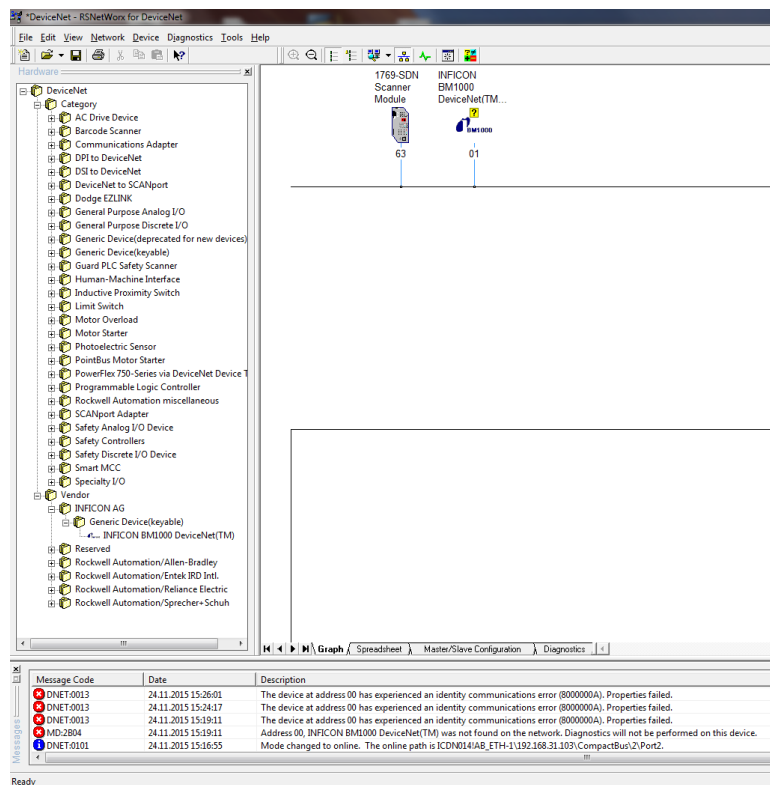 *DeviceNet - RSNetWorx for DeviceNet
File Edit View Network Device Diagnostics Tools Help
Hardware
DeviceNet
Category
AC Drive Device
Barcode Scanner
Communications Adapter
DPI to DeviceNet
DSI to DeviceNet
DeviceNet to SCANport
Dodge EZLINK
General Purpose Analog I/O
General Purpose Discrete I/O
Generic Device(deprecated for new devices)
Generic Device(keyable)
Guard PLC Safety Scanner
Human-Machine Interface
Inductive Proximity Switch
Limit Switch
Motor Overload
Motor Starter
Photoelectric Sensor
PointBus Motor Starter
PowerFlex 750-Series via DeviceNet Device T
Programmable Logic Controller
Rockwell Automation miscellaneous
SCANport Adapter
Safety Analog I/O Device
Safety Controllers
Safety Discrete I/O Device
Smart MCC
Specialty I/O
Vendor
INFICON AG
Generic Device(keyable)
INFICON BM1000 DeviceNet(TM)
Reserved
Rockwell Automation/Allen-Bradley
Rockwell Automation/Entek IRD Intl.
Rockwell Automation/Reliance Electric
Rockwell Automation/Sprecher+Schuh
1769-SDN
Scanner
Module
63
INFICON
BM1000
DeviceNet(TM...
?
BM1000
01
Graph Spreadsheet Master/Slave Configuration Diagnostics
Messages
Message Code Date Description
DNET:0013 24.11.2015 15:26:01 The device at address 00 has experienced an identity communications error (8000000A). Properties failed.
DNET:0013 24.11.2015 15:24:17 The device at address 00 has experienced an identity communications error (8000000A). Properties failed.
DNET:0013 24.11.2015 15:19:11 The device at address 00 has experienced an identity communications error (8000000A). Properties failed.
MD:2B04 24.11.2015 15:19:11 Address 00, INFICON BM1000 DeviceNet(TM) was not found on the network. Diagnostics will not be performed on this device.
DNET:0101 24.11.2015 15:16:55 Mode changed to online. The online path is ICDN014!AB_ETH-1\192.168.31.103\CompactBus\2\Port2.
Ready